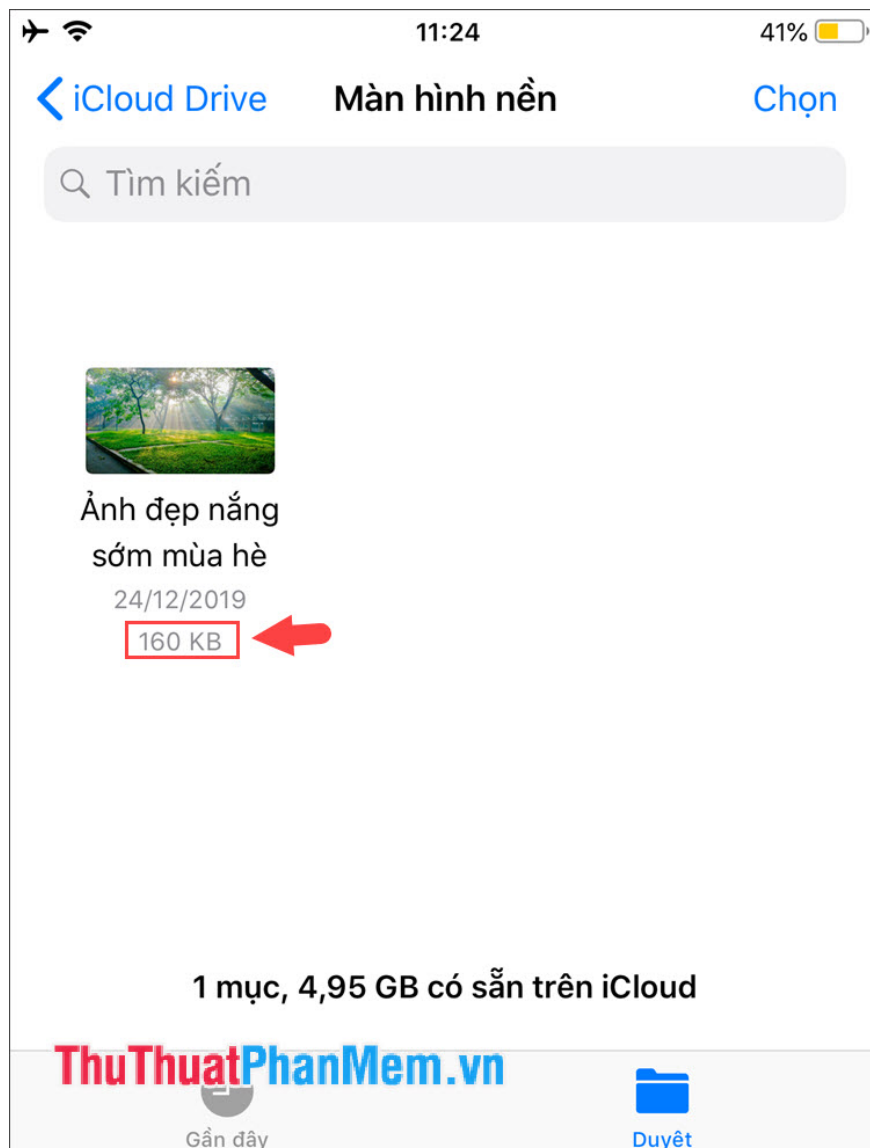 11:24
41%
iCloud Drive
Màn hình nền
Chọn
Tìm kiếm
Ảnh đẹp nắng
sớm mùa hè
24/12/2019
160 KB
1 mục, 4,95 GB có sẵn trên iCloud
ThuThuatPhanMem.vn
Gần đây
Duyệt